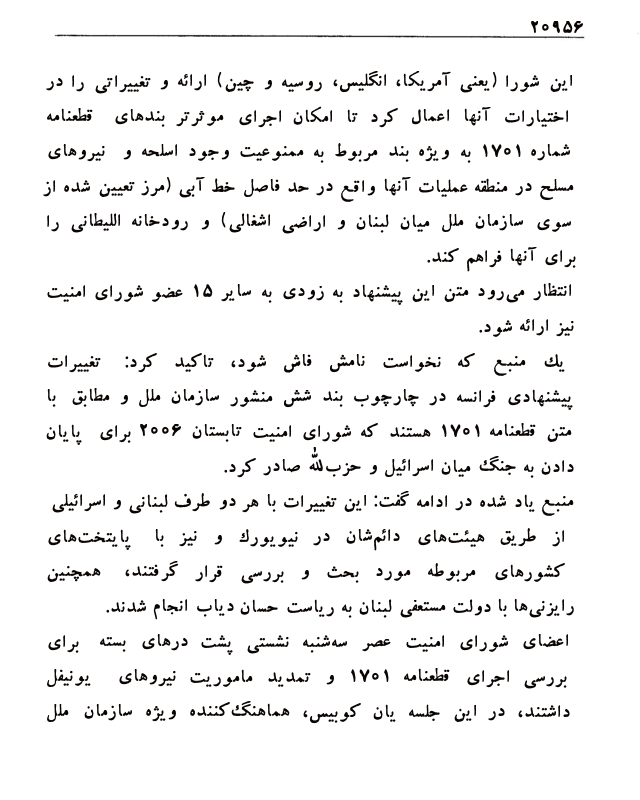 ۲۰۹۵۶
این شورا (یعنی آمریکا، انگلیس، روسیه و چین) ارائه و تغییراتی را در
اختیارات آنها اعمال کرد تا امکان اجرای موثرتر بندهای قطعنامه
شماره ۱۷۰۱ به ویژه بند مربوط به ممنوعیت وجود اسلحه و نیروهای
مسلح در منطقه عملیات آنها واقع در حد فاصل خط آبی (مرز تعیین شده از
سوی سازمان ملل میان لبنان و اراضی اشغالی) و رودخانه اللیطانی را
برای آنها فراهم کند.
انتظار می‌رود متن این پیشنهاد به زودی به سایر ۱۵ عضو شورای امنیت
نیز ارائه شود.
یك منبع که نخواست نامش فاش شود، تاکید کرد: تغییرات
پیشنهادی فرانسه در چارچوب بند شش منشور سازمان ملل و مطابق با
متن قطعنامه ۱۷۰۱ هستند که شورای امنیت تابستان ۲۰۰۶ برای پایان
دادن به جنگ میان اسرائیل و حزب‌الله صادر کرد.
منبع یاد شده در ادامه گفت: این تغییرات با هر دو طرف لبنانی و اسرائیلی
از طریق هیئت‌های دائم‌شان در نیویورك و نیز با پایتخت‌های
کشورهای مربوطه مورد بحث و بررسی قرار گرفتند، همچنین
رایزنی‌ها با دولت مستعفی لبنان به ریاست حسان دیاب انجام شدند.
اعضای شورای امنیت عصر سه‌شنبه نشستی پشت درهای بسته برای
بررسی اجرای قطعنامه ۱۷۰۱ و تمدید ماموریت نیروهای یونیفل
داشتند، در این جلسه یان کوبیس، هماهنگ‌کننده ویژه سازمان ملل